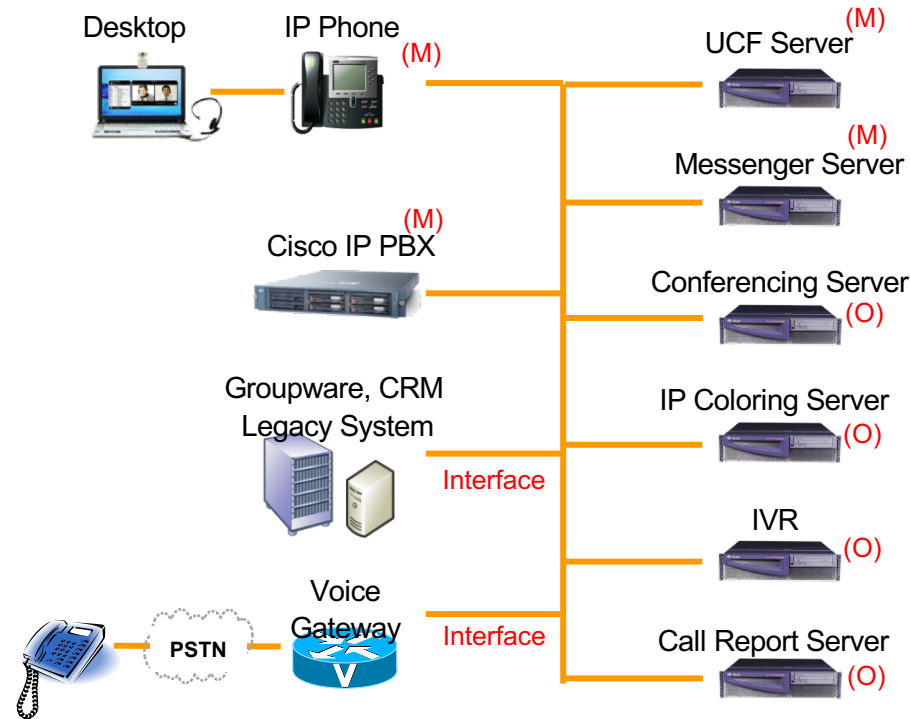 Desktop
IP Phone
(M)
UCF Server
(M)
Messenger Server
(M)
Cisco IP PBX
(M)
Conferencing Server
(O)
Groupware, CRM
Legacy System
Interface
IP Coloring Server
(O)
IVR
(O)
Voice
Gateway
Interface
PSTN
V
Call Report Server
(O)